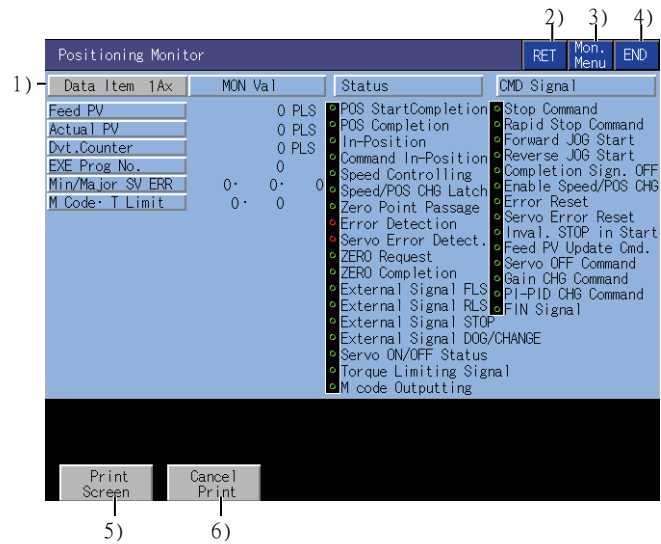 2) 3) 4)
Positioning Monitor RET Mon. Menu END
1) Data Item 1Ax MON Val Status CMD Signal
Feed PV 0 PLS
Actual PV 0 PLS
Dvt.Counter 0 PLS
EXE Prog No. 0
Min/Major SV ERR 0· 0· 0
M Code· T Limit 0· 0
POS StartCompletion
POS Completion
In-Position
Command In-Position
Speed Controlling
Speed/POS CHG Latch
Zero Point Passage
Error Detection
Servo Error Detect.
ZERO Request
ZERO Completion
External Signal FLS
External Signal RLS
External Signal STOP
External Signal DOG/CHANGE
Servo ON/OFF Status
Torque Limiting Signal
M code Outputting
Stop Command
Rapid Stop Command
Forward JOG Start
Reverse JOG Start
Completion Sign. OFF
Enable Speed/POS CHG
Error Reset
Servo Error Reset
Inval. STOP in Start
Feed PV Update Cmd.
Servo OFF Command
Gain CHG Command
PI-PID CHG Command
FIN Signal
Print Screen
Cancel Print
5) 6)